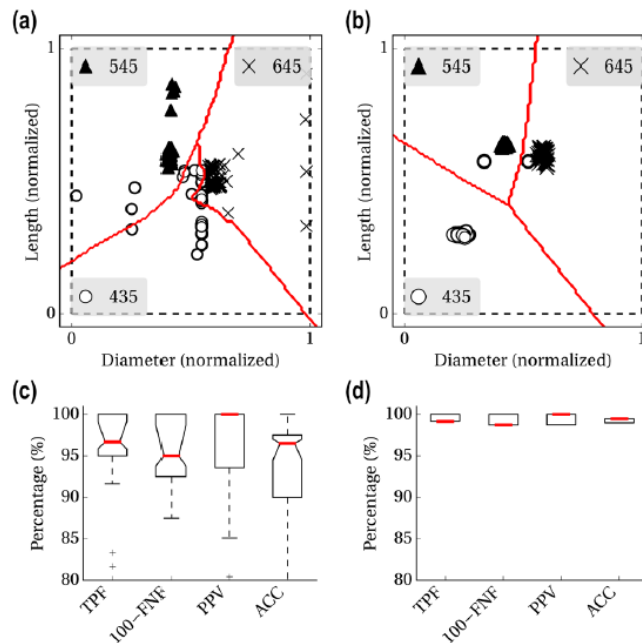 (a)
1
545
645
435
0
0
1
Length (normalized)
Diameter (normalized)
(b)
1
545
645
435
0
0
1
Length (normalized)
Diameter (normalized)
(c)
100
95
90
85
80
Percentage (%)
TPF
100-FNF
PPV
ACC
(d)
100
95
90
85
80
Percentage (%)
TPF
100-FNF
PPV
ACC